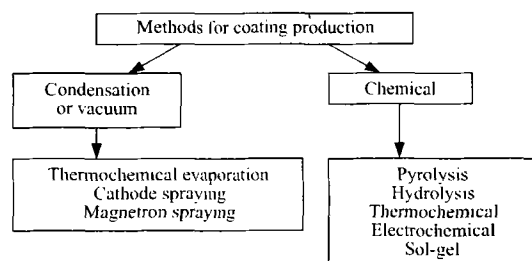 Methods for coating production
Condensation
or vacuum
Chemical
Thermochemical evaporation
Cathode spraying
Magnetron spraying
Pyrolysis
Hydrolysis
Thermochemical
Electrochemical
Sol-gel